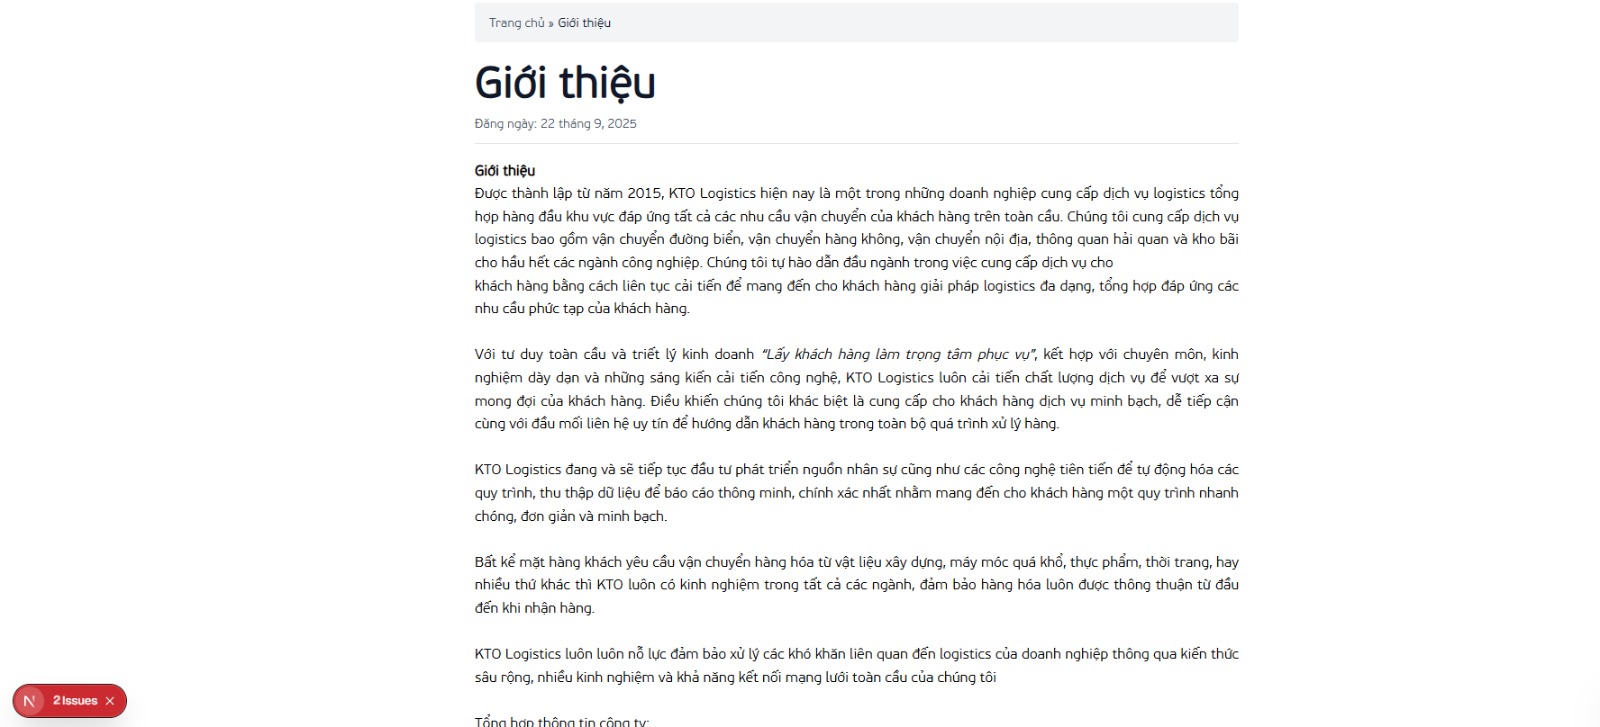 Trang chủ » Giới thiệu
Giới thiệu
Đăng ngày: 22 tháng 9, 2025
Giới thiệu
Được thành lập từ năm 2015, KTO Logistics hiện nay là một trong những doanh nghiệp cung cấp dịch vụ logistics tổng
hợp hàng đầu khu vực đáp ứng tất cả các nhu cầu vận chuyển của khách hàng trên toàn cầu. Chúng tôi cung cấp dịch vụ
logistics bao gồm vận chuyển đường biển, vận chuyển hàng không, vận chuyển nội địa, thông quan hải quan và kho bãi
cho hầu hết các ngành công nghiệp. Chúng tôi tự hào dẫn đầu ngành trong việc cung cấp dịch vụ cho
khách hàng bằng cách liên tục cải tiến để mang đến cho khách hàng giải pháp logistics đa dạng, tổng hợp đáp ứng các
nhu cầu phức tạp của khách hàng.
Với tư duy toàn cầu và triết lý kinh doanh “Lấy khách hàng làm trọng tâm phục vụ”, kết hợp với chuyên môn, kinh
nghiệm dày dạn và những sáng kiến cải tiến công nghệ, KTO Logistics luôn cải tiến chất lượng dịch vụ để vượt xa sự
mong đợi của khách hàng. Điều khiến chúng tôi khác biệt là cung cấp cho khách hàng dịch vụ minh bạch, dễ tiếp cận
cùng với đầu mối liên hệ uy tín để hướng dẫn khách hàng trong toàn bộ quá trình xử lý hàng.
KTO Logistics đang và sẽ tiếp tục đầu tư phát triển nguồn nhân sự cũng như các công nghệ tiên tiến để tự động hóa các
quy trình, thu thập dữ liệu để báo cáo thông minh, chính xác nhất nhằm mang đến cho khách hàng một quy trình nhanh
chóng, đơn giản và minh bạch.
Bất kể mặt hàng khách yêu cầu vận chuyển hàng hóa từ vật liệu xây dựng, máy móc quá khổ, thực phẩm, thời trang, hay
nhiều thứ khác thì KTO luôn có kinh nghiệm trong tất cả các ngành, đảm bảo hàng hóa luôn được thông thuận từ đầu
đến khi nhận hàng.
KTO Logistics luôn luôn nỗ lực đảm bảo xử lý các khó khăn liên quan đến logistics của doanh nghiệp thông qua kiến thức
sâu rộng, nhiều kinh nghiệm và khả năng kết nối mạng lưới toàn cầu của chúng tôi
Tổng hợp thông tin công ty:
N 2 Issues ×